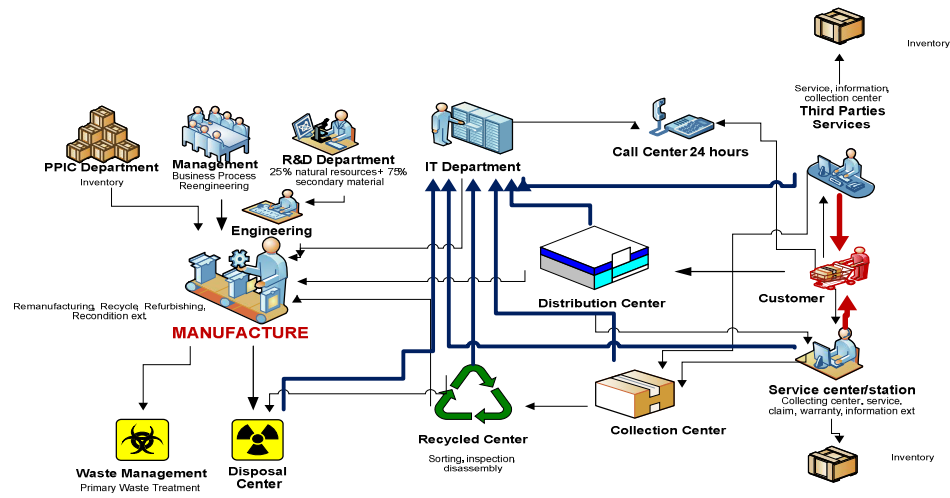 Inventory
Service, information,
collection center
Third Parties
Services
Call Center 24 hours
IT Department
R&D Department
25% natural resources+ 75%
secondary material
Management
Business Process
Reengineering
PPIC Department
Inventory
Engineering
Remanufacturing, Recycle, Refurbishing,
Recondition ext.
MANUFACTURE
Distribution Center
Customer
Service center/station
Collecting center, service,
claim, warranty, information ext
Collection Center
Recycled Center
Sorting, inspection,
disassembly
Waste Management
Primary Waste Treatment
Disposal
Center
Inventory